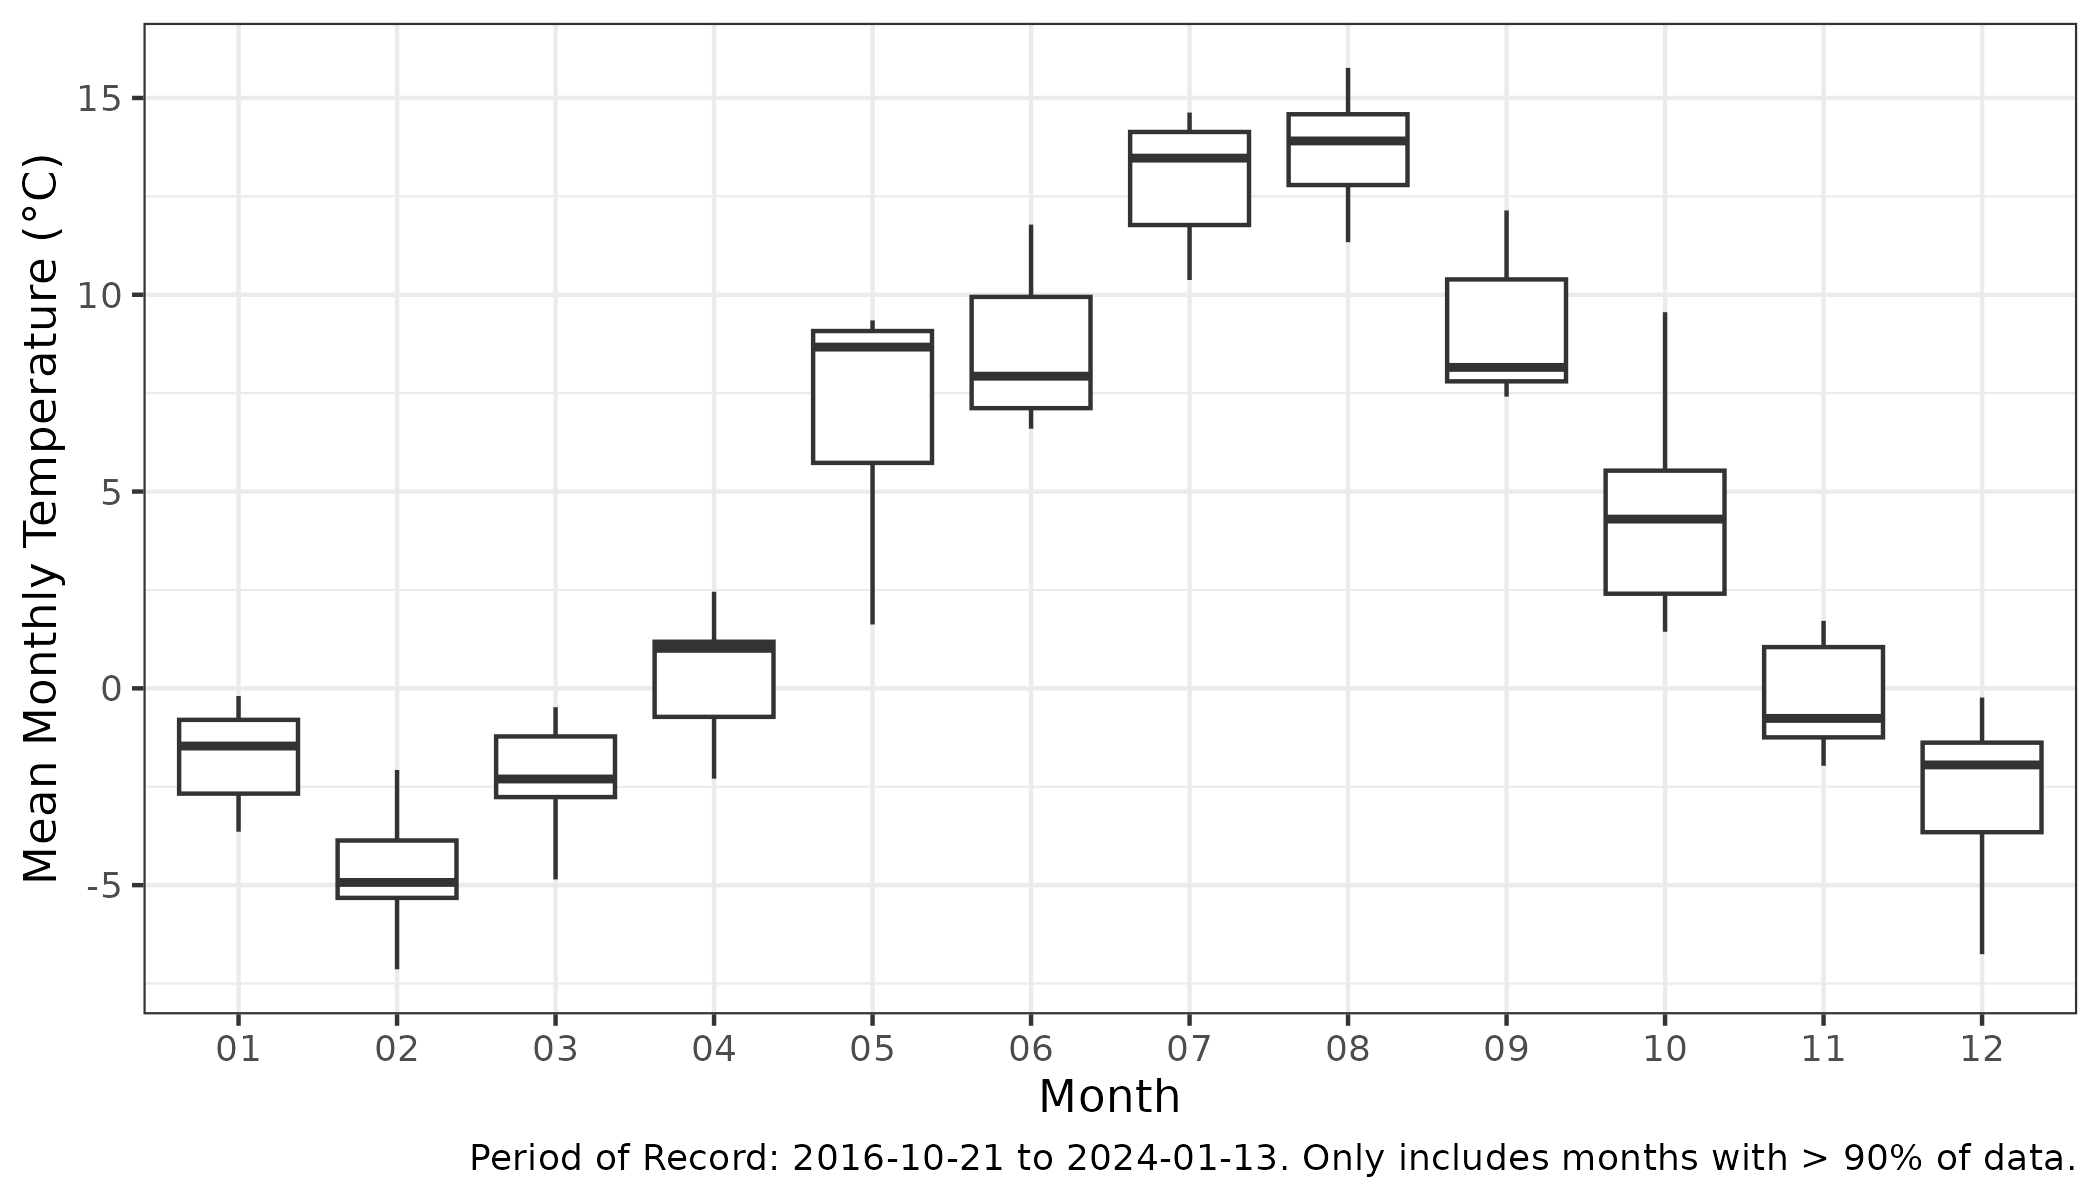 Mean Monthly Temperature (°C)
15
10
5
0
-5
01 02 03 04 05 06 07 08 09 10 11 12
Month
Period of Record: 2016-10-21 to 2024-01-13. Only includes months with > 90% of data.